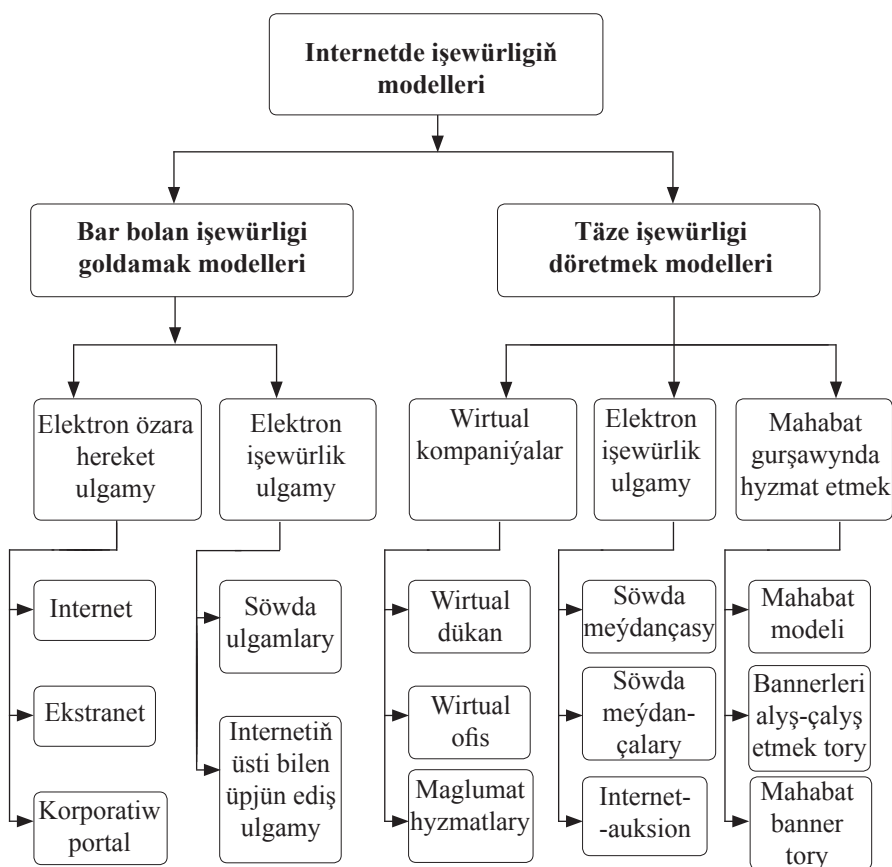 Internetde işewürligiň
modelleri
Bar bolan işewürligi
goldamak modelleri
Täze işewürligi
döretmek modelleri
Elektron özara
hereket
ulgamy
Elektron
işewürlik
ulgamy
Wirtual
kompaniýalar
Elektron
işewürlik
ulgamy
Mahabat
gurşawynda
hyzmat etmek
Internet
Ekstranet
Korporatiw
portal
Söwda
ulgamlary
Internetiň
üsti bilen
üpjün ediş
ulgamy
Wirtual
dükan
Wirtual
ofis
Maglumat
hyzmatlary
Söwda
meýdançasy
Söwda
meýdan-
çalary
Internet-
-auksion
Mahabat
modeli
Bannerleri
alyş-çalyş
etmek tory
Mahabat
banner
tory